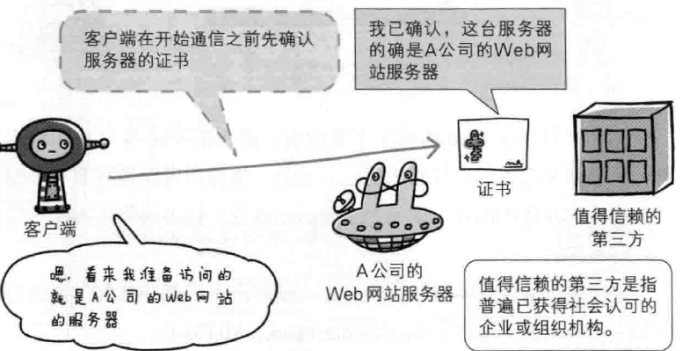 客户端在开始通信之前先确认
服务器的证书
我已确认，这台服务器
的确是A公司的Web网
站服务器
证书
客户端
值得信赖的
第三方
嗯，看来我准备访问的
就是A公司的Web网站
的服务器
A公司的
Web网站服务器
值得信赖的第三方是指
普遍已获得社会认可的
企业或组织机构。